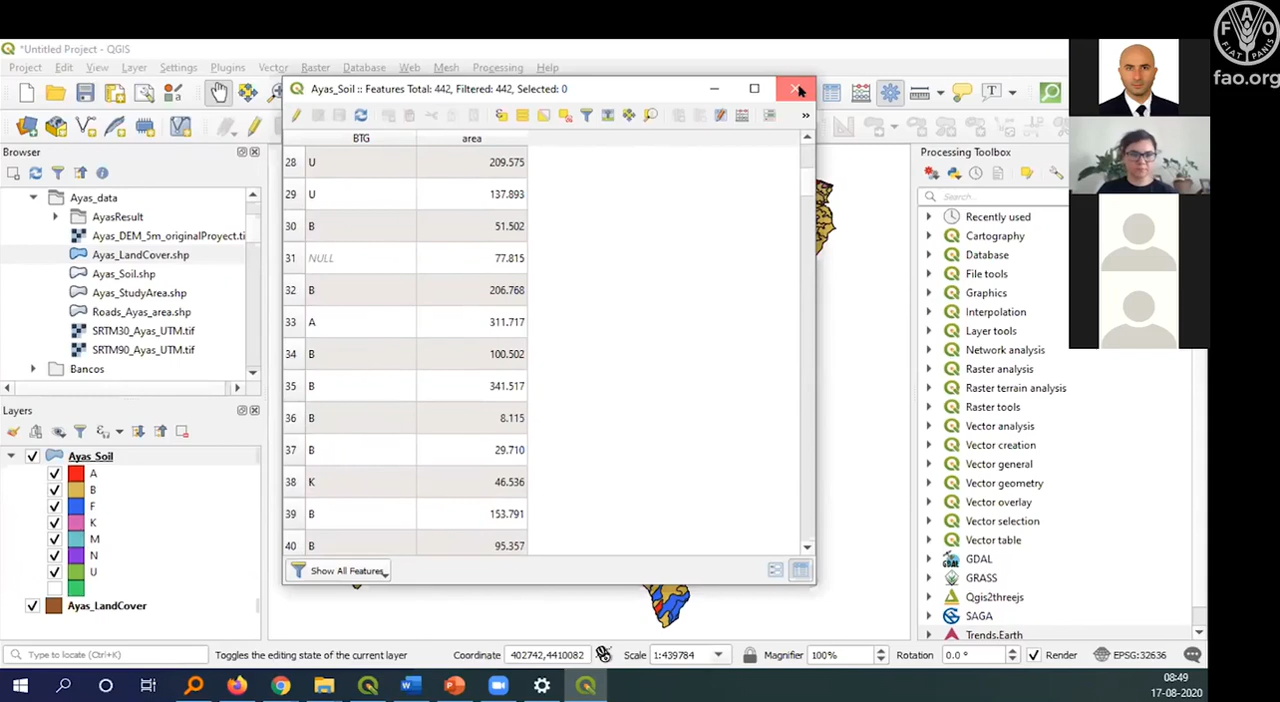 *Untitled Project - QGIS
Project Edit View Layer Settings Plugins Vector Raster Database Web Mesh Processing Help
FAO
FIAT PANIS
fao.org
Ayas_Soil :: Features Total: 442, Filtered: 442, Selected: 0
»
T
Browser
Ayas_data
AyasResult
Ayas_DEM_5m_originalProyect.ti
Ayas_LandCover.shp
Ayas_Soil.shp
Ayas_StudyArea.shp
Roads_Ayas_area.shp
SRTM30_Ayas_UTM.tif
SRTM90_Ayas_UTM.tif
Bancos
Layers
Ayas_Soil
A
B
F
K
M
N
U
Ayas_LandCover
BTG area
28 U 209.575
29 U 137.893
30 B 51.502
31 NULL 77.815
32 B 206.768
33 A 311.717
34 B 100.502
35 B 341.517
36 B 8.115
37 B 29.710
38 K 46.536
39 B 153.791
40 B 95.357
Show All Features
Processing Toolbox
Search...
Recently used
Cartography
Database
File tools
Graphics
Interpolation
Layer tools
Network analysis
Raster analysis
Raster terrain analysis
Raster tools
Vector analysis
Vector creation
Vector general
Vector geometry
Vector overlay
Vector selection
Vector table
GDAL
GRASS
Qgis2threejs
SAGA
Trends.Earth
Type to locate (Ctrl+K) Toggles the editing state of the current layer Coordinate 402742,4410082 Scale 1:439784 Magnifier 100% Rotation 0.0 ° Render EPSG:32636
08:49
17-08-2020